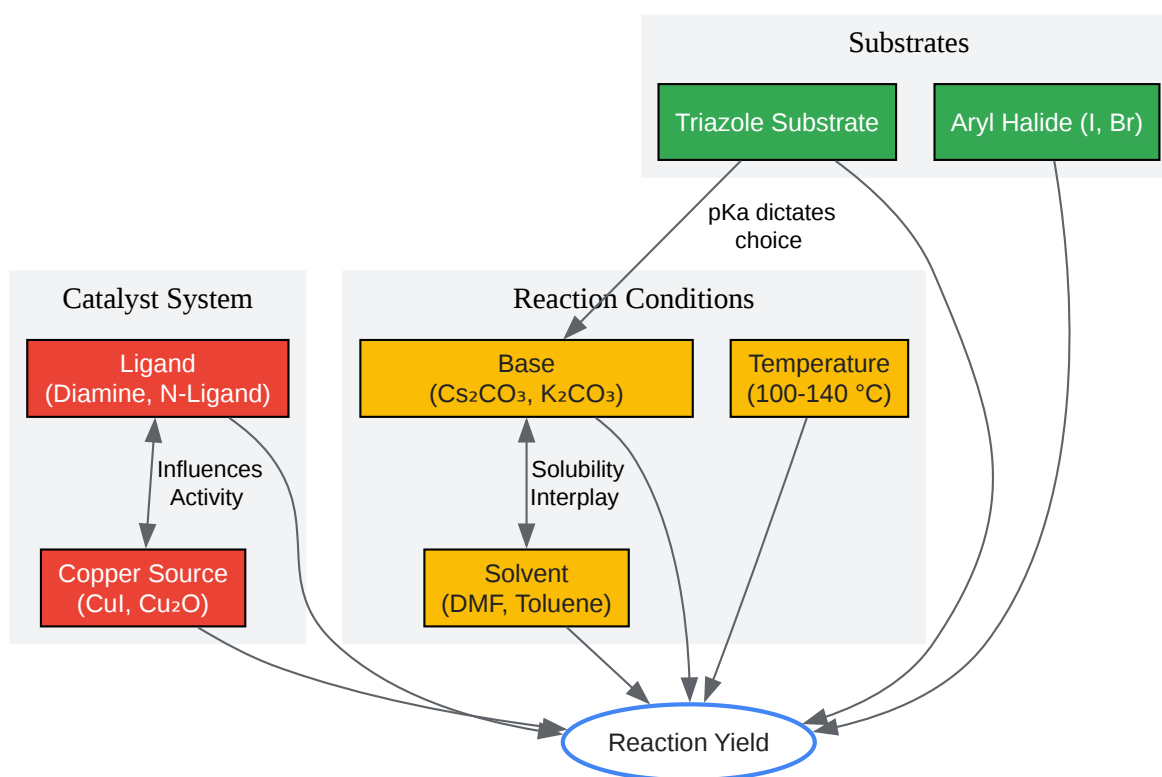 Substrates
Triazole Substrate
Aryl Halide (I, Br)
pKa dictates
choice
Catalyst System
Reaction Conditions
Ligand
(Diamine, N-Ligand)
Base
(Cs₂CO₃, K₂CO₃)
Temperature
(100-140 °C)
Influences
Activity
Solubility
Interplay
Copper Source
(CuI, Cu₂O)
Solvent
(DMF, Toluene)
Reaction Yield